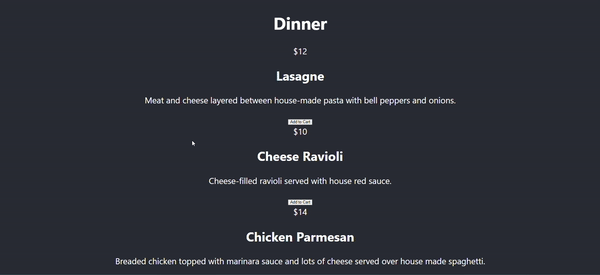 Dinner
$12
Lasagne
Meat and cheese layered between house-made pasta with bell peppers and onions.
Add to Cart
$10
Cheese Ravioli
Cheese-filled ravioli served with house red sauce.
Add to Cart
$14
Chicken Parmesan
Breaded chicken topped with marinara sauce and lots of cheese served over house made spaghetti.